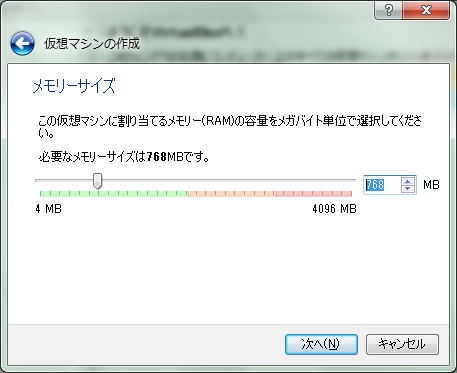 仮想マシンの作成
メモリーサイズ
この仮想マシンに割り当てるメモリー(RAM)の容量をメガバイト単位で選択してくださ
い。
必要なメモリーサイズは768MBです。
768 MB
4 MB 4096 MB
次へ(N) キャンセル